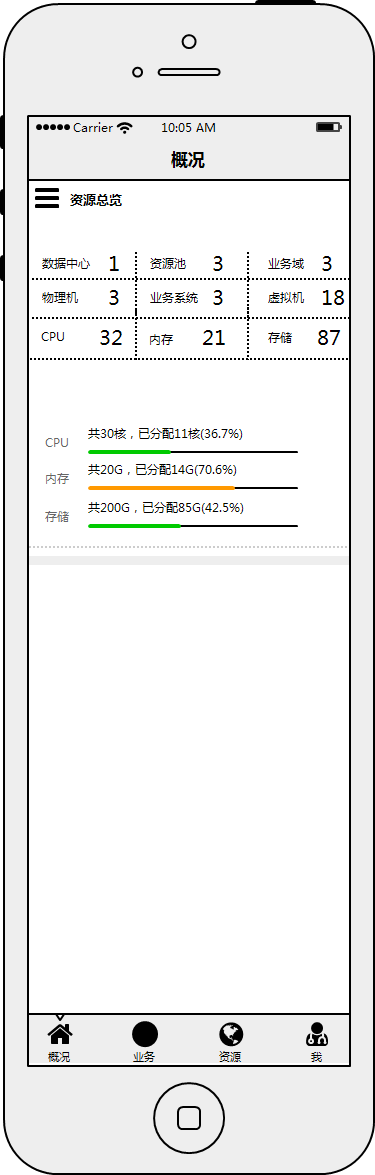 Carrier 10:05 AM
概况
资源总览
数据中心 1 资源池 3 业务域 3
物理机 3 业务系统 3 虚拟机 18
CPU 32 内存 21 存储 87
共30核，已分配11核(36.7%)
CPU
共20G，已分配14G(70.6%)
内存
共200G，已分配85G(42.5%)
存储
概况 业务 资源 我